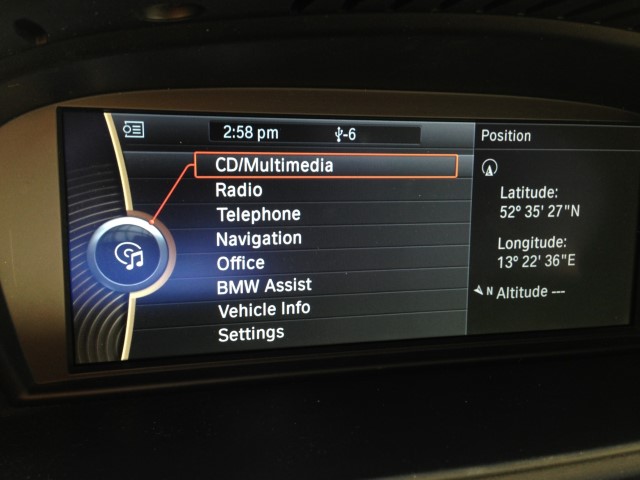 2:58 pm -6
CD/Multimedia
Radio
Telephone
Navigation
Office
BMW Assist
Vehicle Info
Settings
Position
Latitude:
52° 35' 27"N
Longitude:
13° 22' 36"E
N Altitude ---